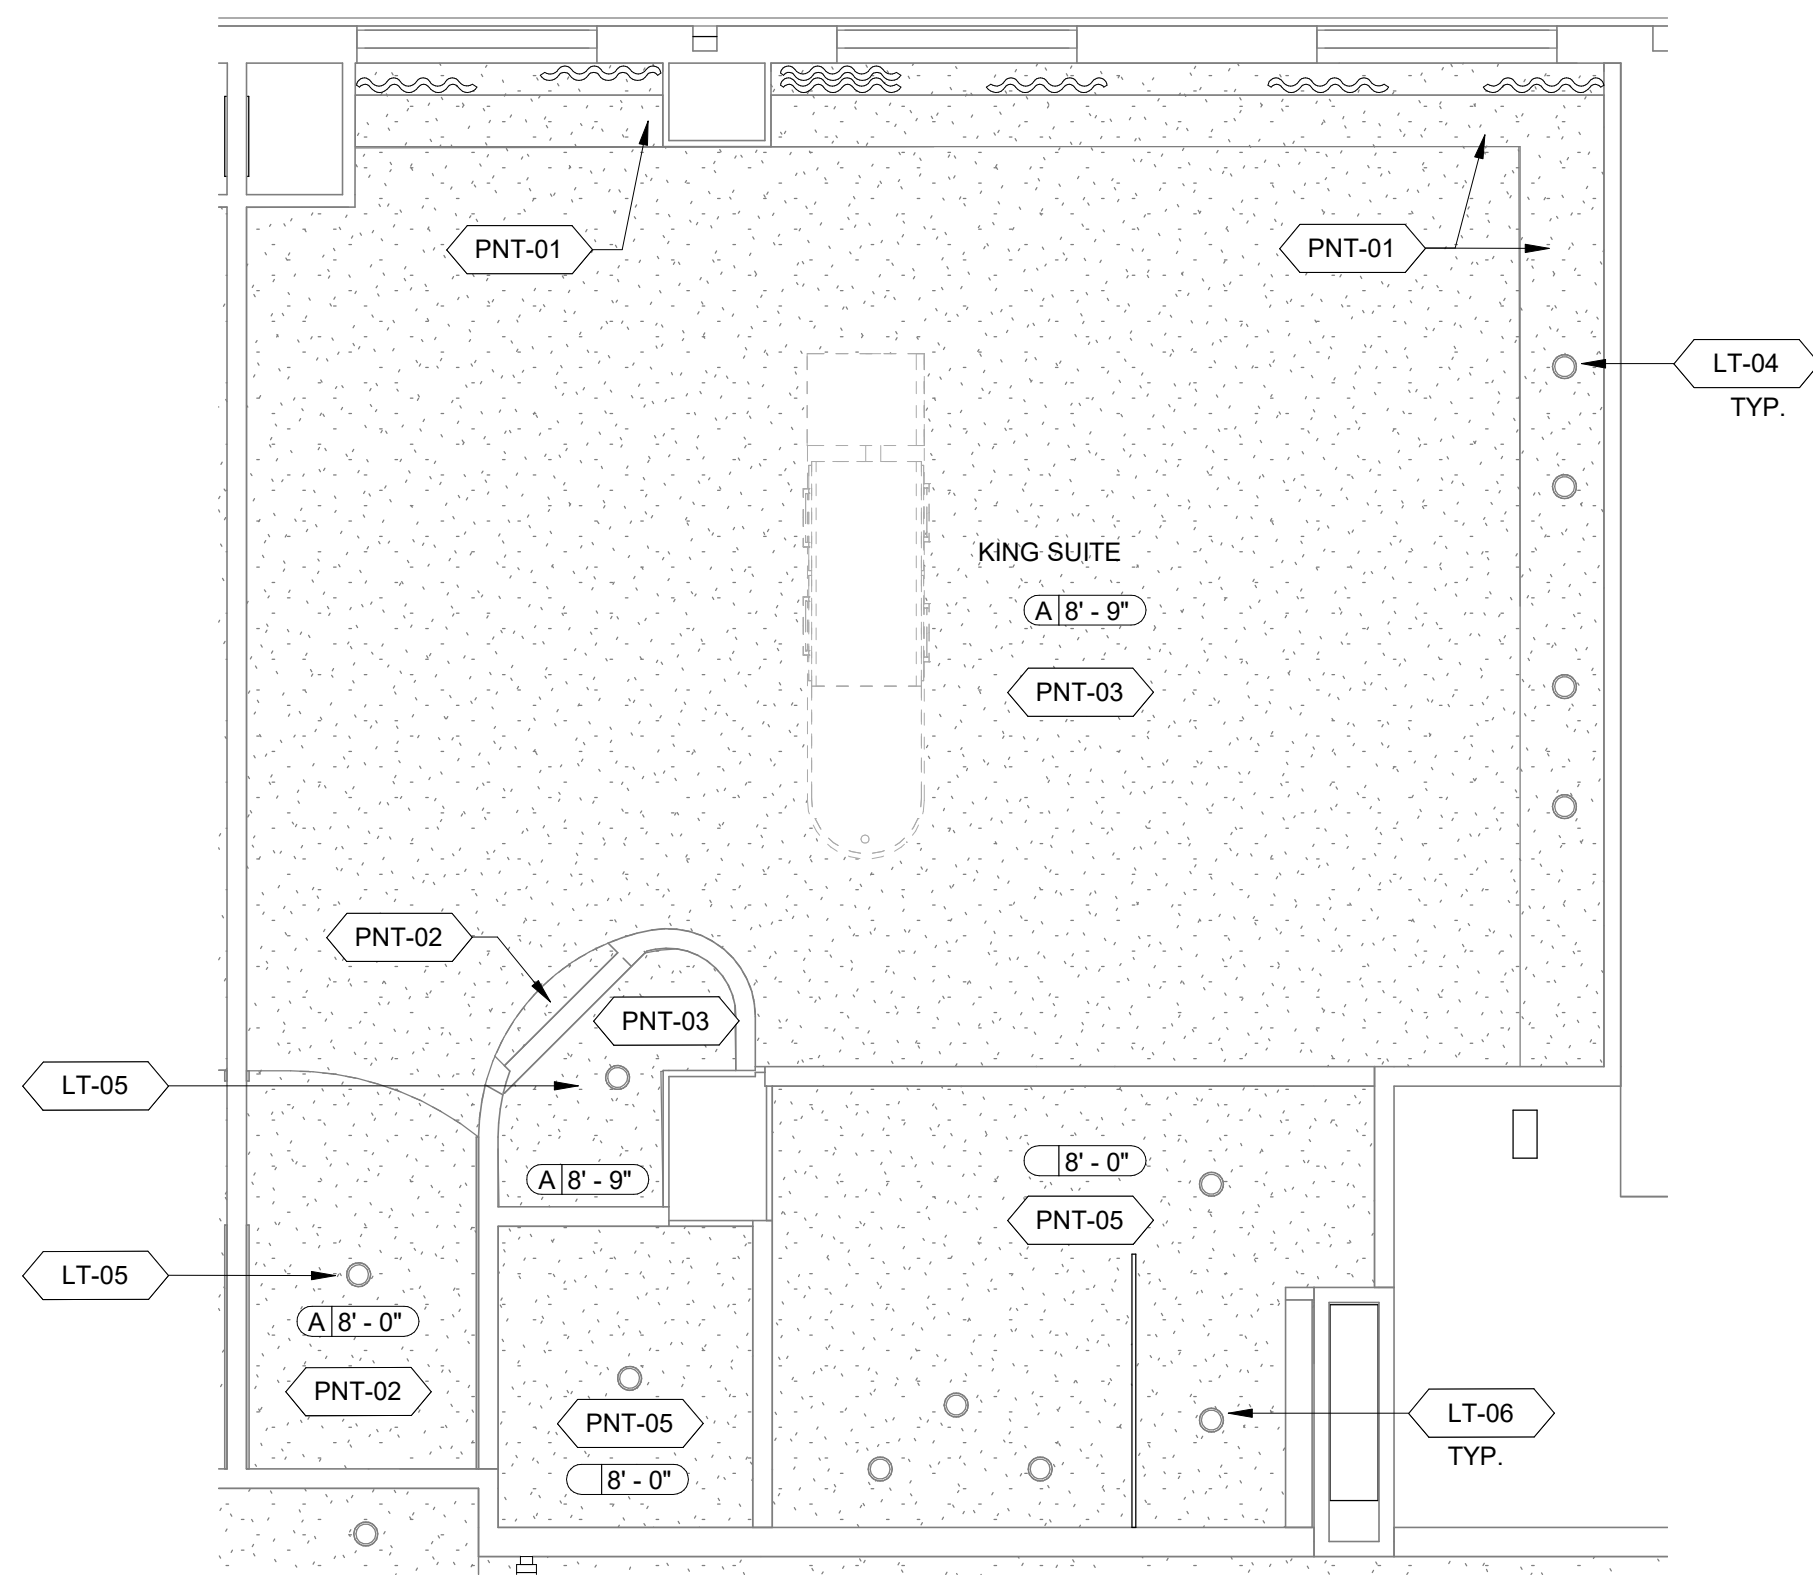 PNT-01
PNT-01
LT-04
TYP.
KING SUITE
A 8' - 9"
PNT-03
PNT-02
PNT-03
LT-05
A 8' - 9"
8' - 0"
PNT-05
LT-05
A 8' - 0"
PNT-02
PNT-05
8' - 0"
LT-06
TYP.